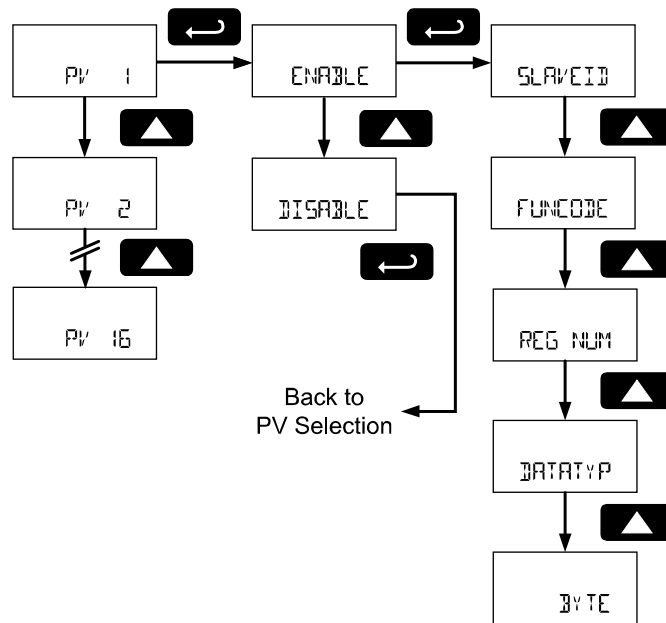 PV 1
ENABLE
SLAVEID
PV 2
DISABLE
FUNCODE
PV 16
REG NUM
Back to
PV Selection
DATATYP
BYTE